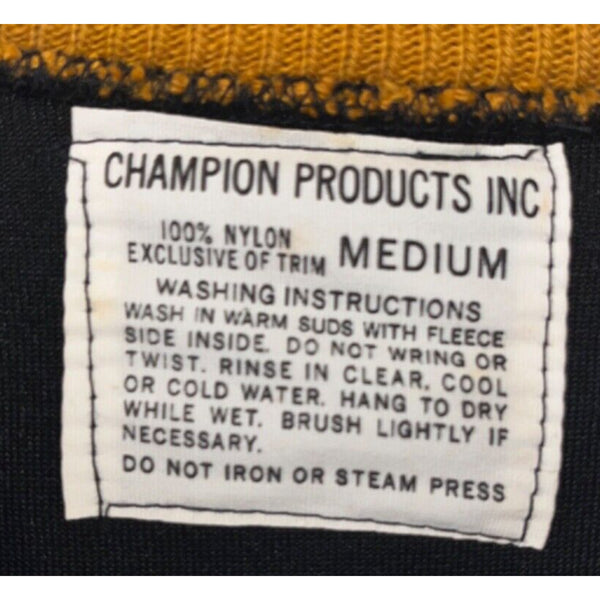 CHAMPION PRODUCTS INC
100% NYLON
EXCLUSIVE OF TRIM MEDIUM
WASHING INSTRUCTIONS
WASH IN WARM SUDS WITH FLEECE
SIDE INSIDE. DO NOT WRING OR
TWIST. RINSE IN CLEAR, COOL
OR COLD WATER. HANG TO DRY
WHILE WET. BRUSH LIGHTLY IF
NECESSARY.
DO NOT IRON OR STEAM PRESS